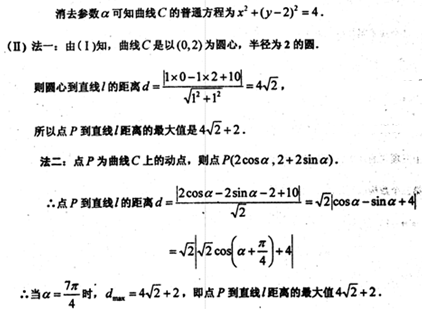 消去参数α可知曲线C的普通方程为x²+(y-2)²=4.
(Ⅱ) 法一：由(Ⅰ)知，曲线C是以(0,2)为圆心，半径为2的圆.
则圆心到直线l的距离d=|1×0-1×2+10|/√(1²+1²)=4√2,
所以点P到直线l距离的最大值是4√2+2.
法二：点P为曲线C上的动点，则点P(2cosα,2+2sinα).
∴点P到直线l的距离d=|2cosα-2sinα-2+10|/√2=√2|cosα-sinα+4|
=√2|√2cos(α+π/4)+4|
∴当α=7π/4时，d_max=4√2+2，即点P到直线l距离的最大值4√2+2.